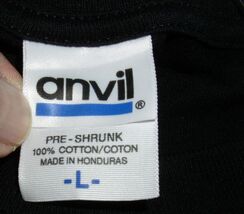 anvil®
PRE-SHRUNK
100% COTTON/COTON
MADE IN HONDURAS
-L-